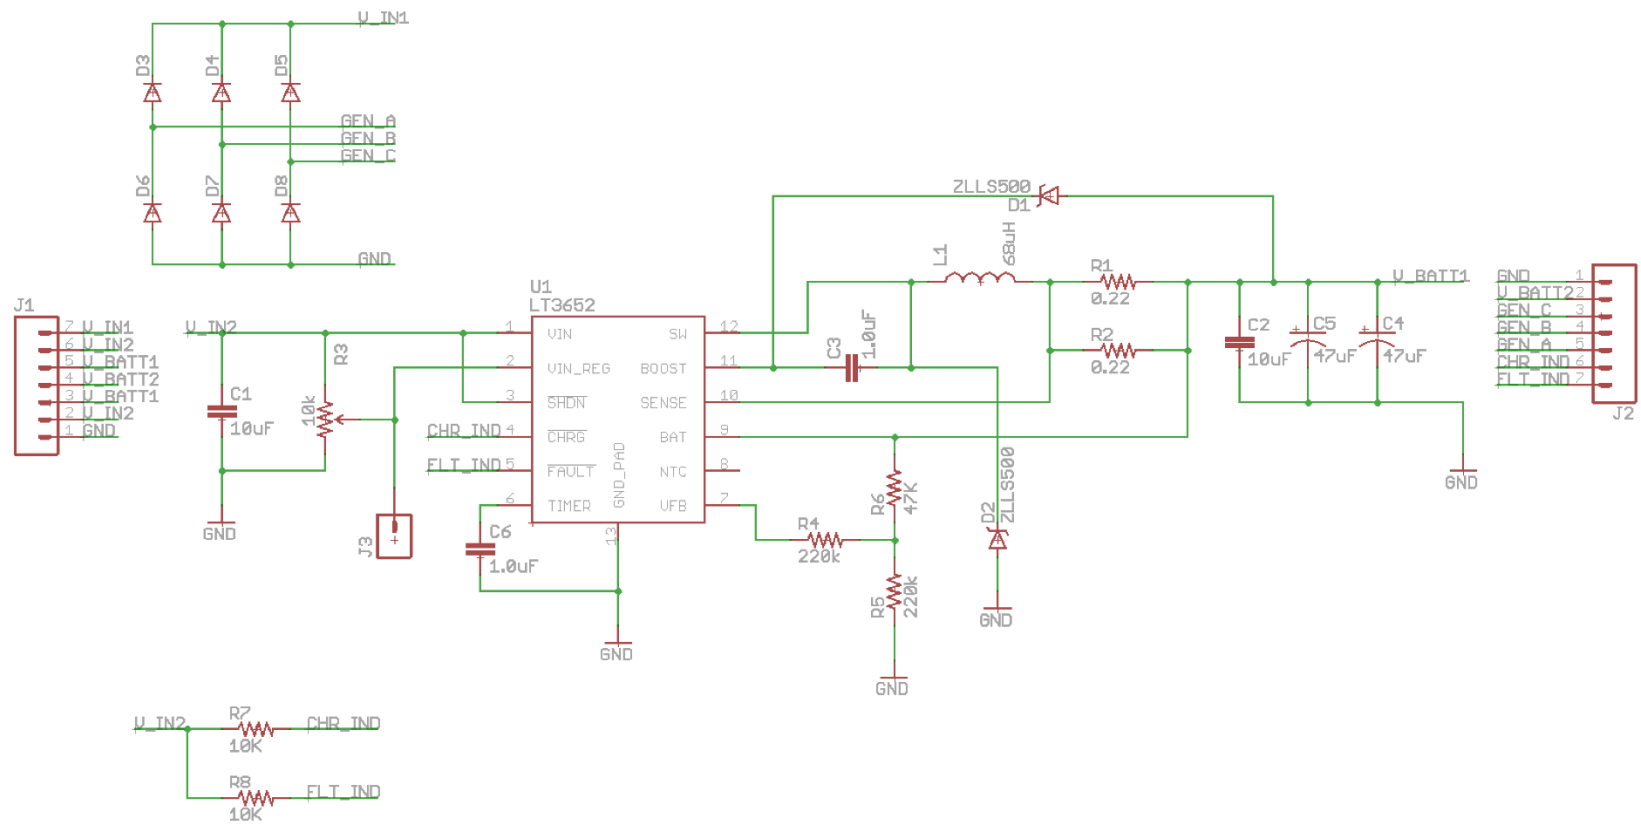 V_IN1
D3
D4
D5
GEN_A
GEN_B
GEN_C
D6
D7
D8
GND
J1
7 V_IN1
6 V_IN2
5 V_BATT1
4 V_BATT2
3 V_BATT1
2 V_IN2
1 GND
V_IN2
R3
10k
C1
10uF
GND
J3
CHR_IND
FLT_IND
C6
1.0uF
U1
LT3652
1 VIN
2 VIN_REG
3 SHDN
4 CHRG
5 FAULT
6 TIMER
GND_PAD
13
SW 12
BOOST 11
SENSE 10
BAT 9
NTC 8
VFB 7
GND
ZLLS500
D1
L1
68uH
R1
0.22
R2
0.22
C3
1.0uF
R6
47K
R4
220k
R5
220k
GND
D2
ZLLS500
GND
C2
10uF
C5
47uF
C4
47uF
V_BATT1
GND
GND 1
V_BATT2 2
GEN_C 3
GEN_B 4
GEN_A 5
CHR_IND 6
FLT_IND 7
J2
V_IN2
R7
10K
CHR_IND
R8
10K
FLT_IND